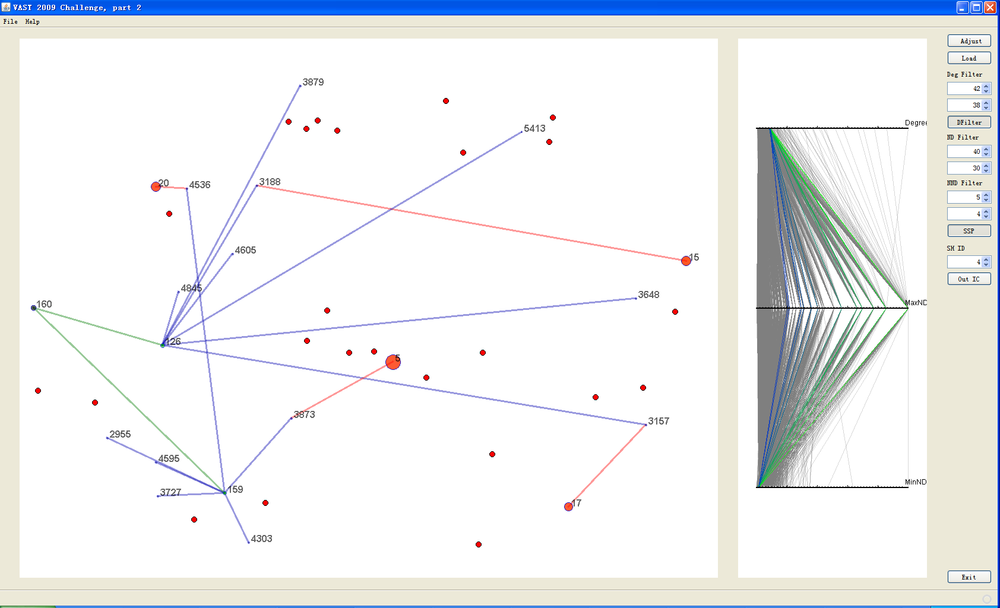 VAST 2009 Challenge, part 2
File Help
3879
5413
20
4536
3188
4605
15
4845
3648
160
126
5
3873
3157
2955
4595
3727
159
17
4303
Degree
MaxND
MinND
Adjust
Load
Deg Filter
42
38
DFilter
ND Filter
40
30
NND Filter
5
4
SSP
SH ID
4
Out IC
Exit